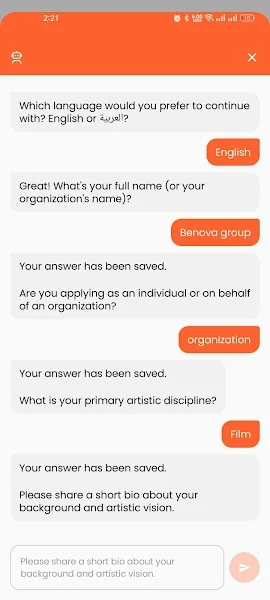 2:21
Which language would you prefer to continue
with? English or العربية?
English
Great! What's your full name (or your
organization's name)?
Benova group
Your answer has been saved.
Are you applying as an individual or on behalf
of an organization?
organization
Your answer has been saved.
What is your primary artistic discipline?
Film
Your answer has been saved.
Please share a short bio about your
background and artistic vision.
Please share a short bio about your
background and artistic vision.